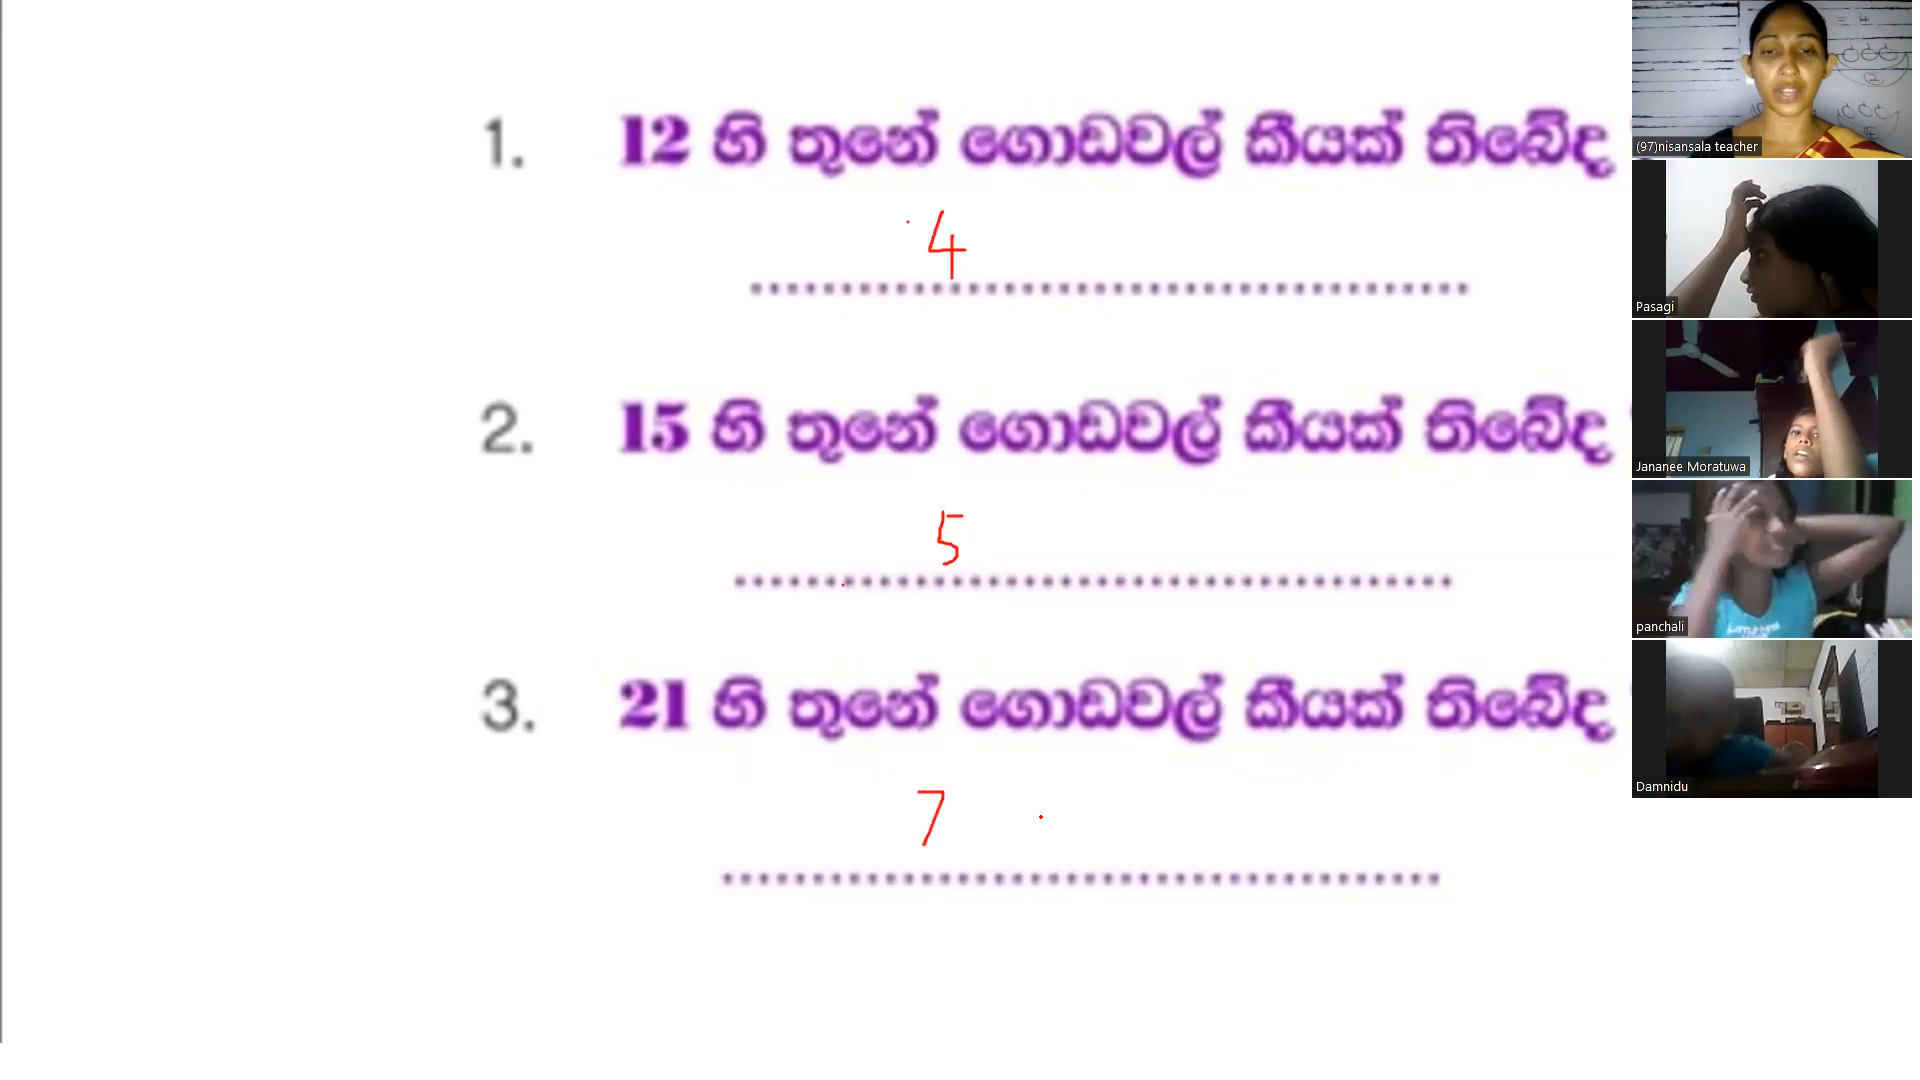 1. 12 හි තුනේ ගොඩවල් කීයක් තිබේද
4
2. 15 හි තුනේ ගොඩවල් කීයක් තිබේද
5
3. 21 හි තුනේ ගොඩවල් කීයක් තිබේද
7
= 4
(97)nisansala teacher
Pasagi
Jananee Moratuwa
panchali
Damnidu